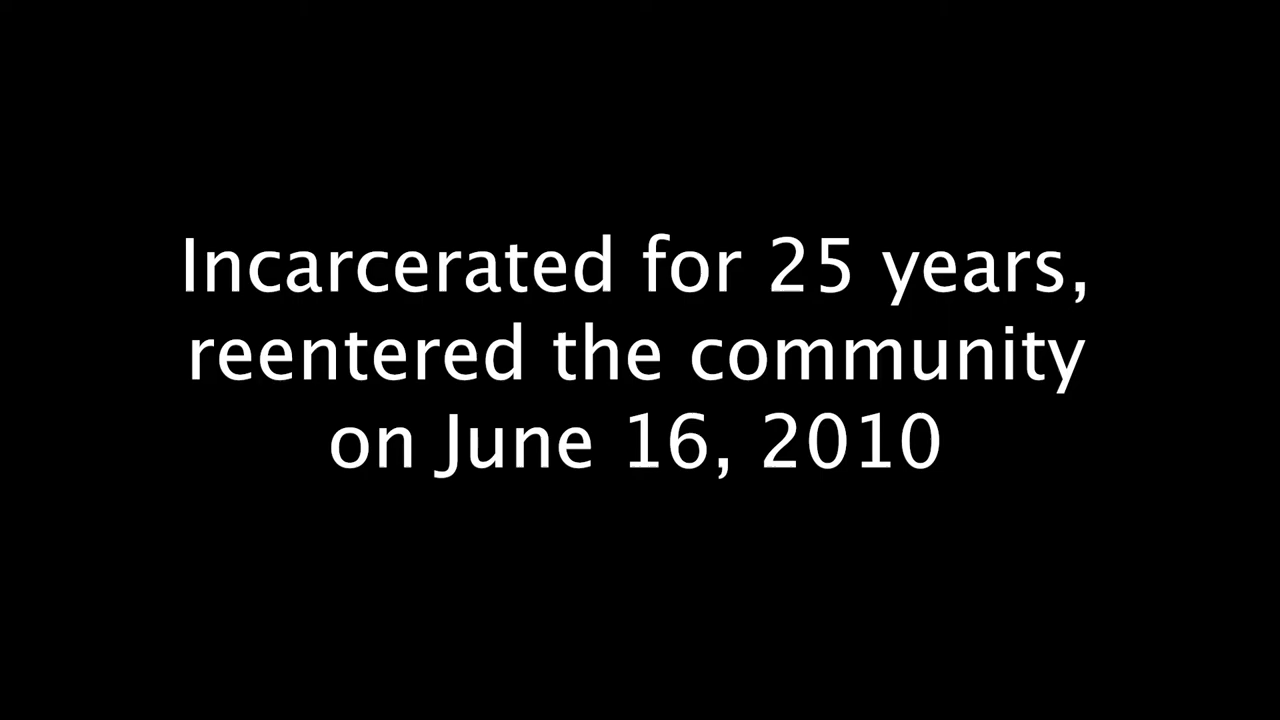 Incarcerated for 25 years,
reentered the community
on June 16, 2010